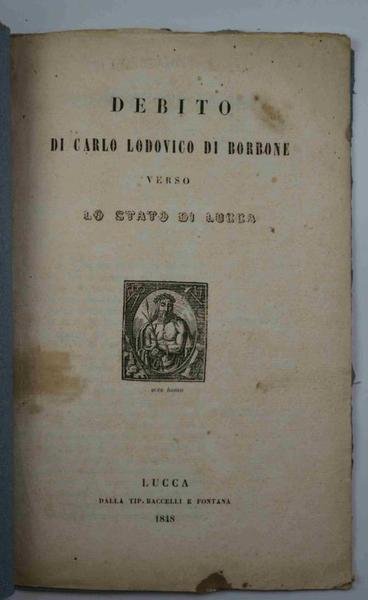 DEBITO
DI CARLO LODOVICO DI BORBONE
VERSO
LO STATO DI LUCCA
ecce homo
LUCCA
DALLA TIP. BACCELLI E FONTANA
1848